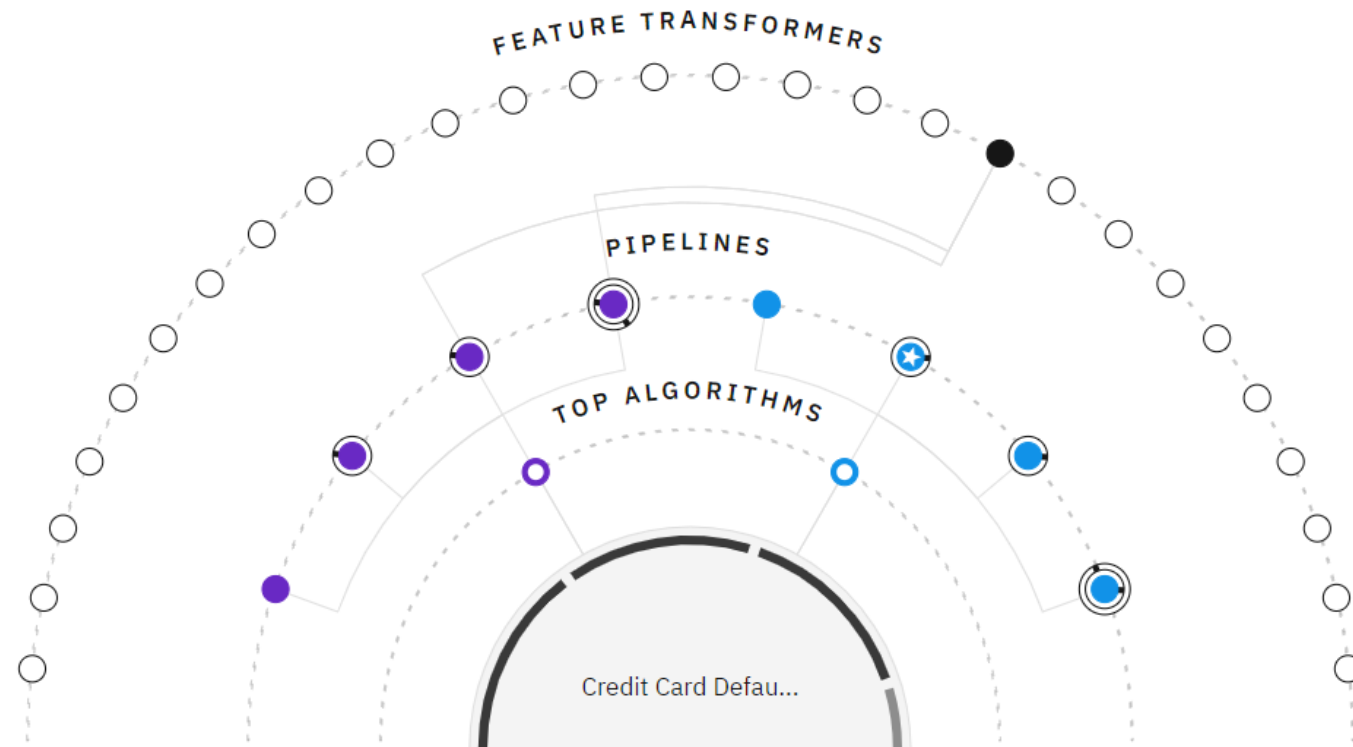 FEATURE TRANSFORMERS
PIPELINES
TOP ALGORITHMS
Credit Card Defau...